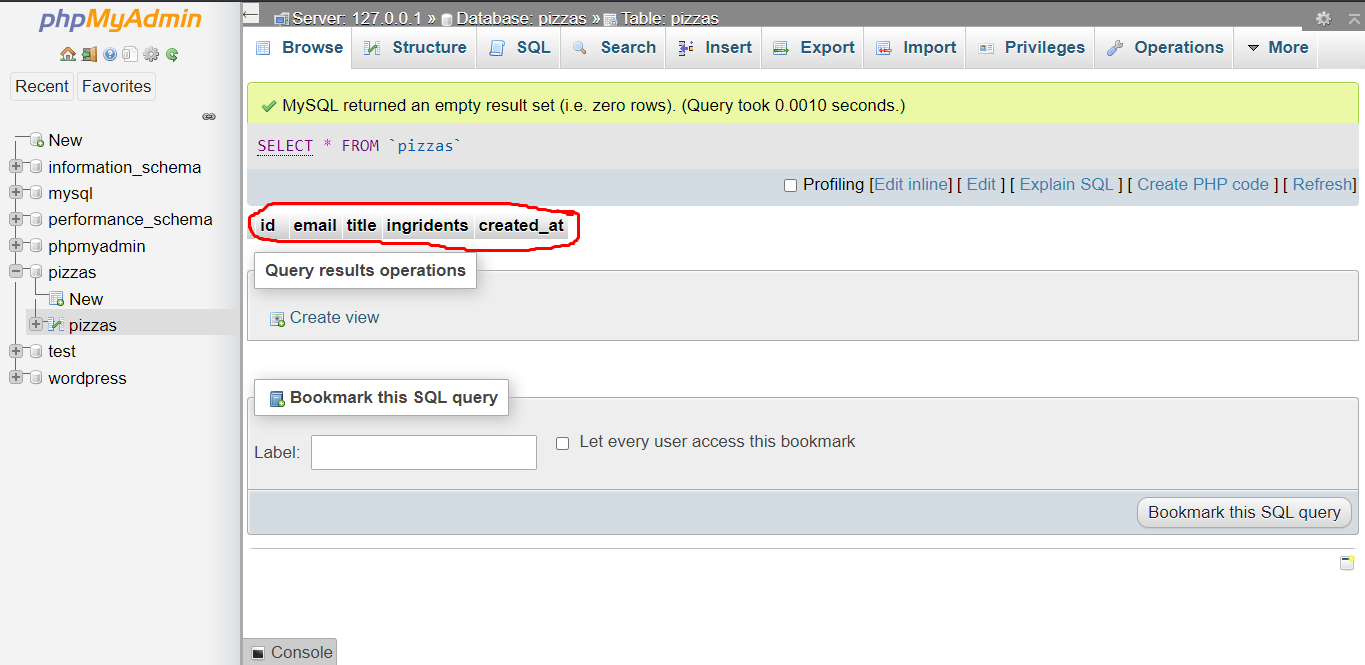 phpMyAdmin
Server: 127.0.0.1 » Database: pizzas » Table: pizzas
Browse Structure SQL Search Insert Export Import Privileges Operations More
Recent Favorites
New
information_schema
mysql
performance_schema
phpmyadmin
pizzas
New
pizzas
test
wordpress
MySQL returned an empty result set (i.e. zero rows). (Query took 0.0010 seconds.)
SELECT * FROM `pizzas`
Profiling [Edit inline] [ Edit ] [ Explain SQL ] [ Create PHP code ] [ Refresh]
id email title ingridents created_at
Query results operations
Create view
Bookmark this SQL query
Label: Let every user access this bookmark
Bookmark this SQL query
Console